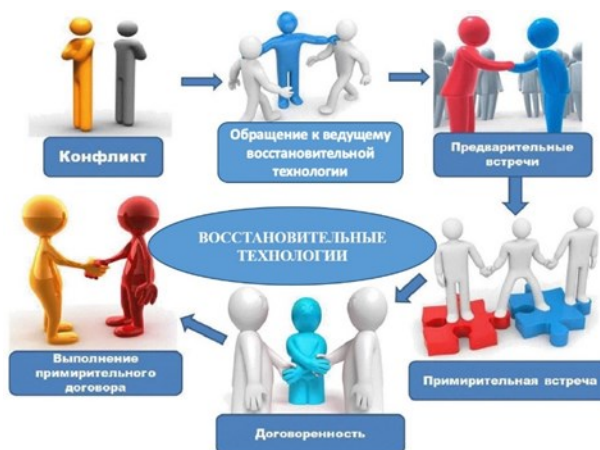 Конфликт
Обращение к ведущему
восстановительной
технологии
Предварительные
встречи
ВОССТАНОВИТЕЛЬНЫЕ
ТЕХНОЛОГИИ
Примирительная встреча
Договоренность
Выполнение
примирительного
договора